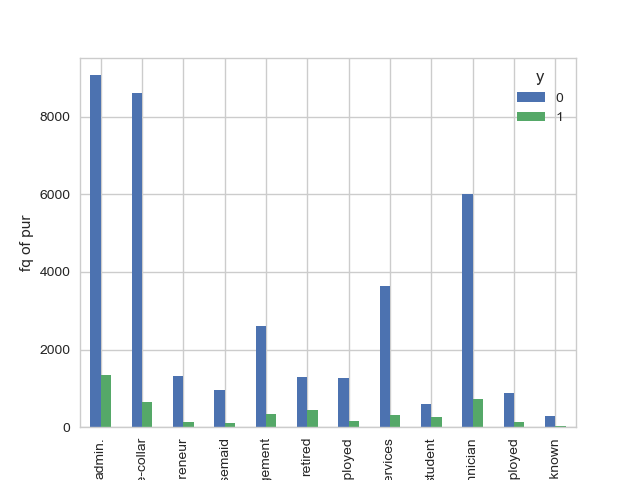 y
0
1
fq of pur
8000
6000
4000
2000
0
admin.
e-collar
reneur
semaid
gement
retired
ployed
ervices
student
hnician
ployed
known